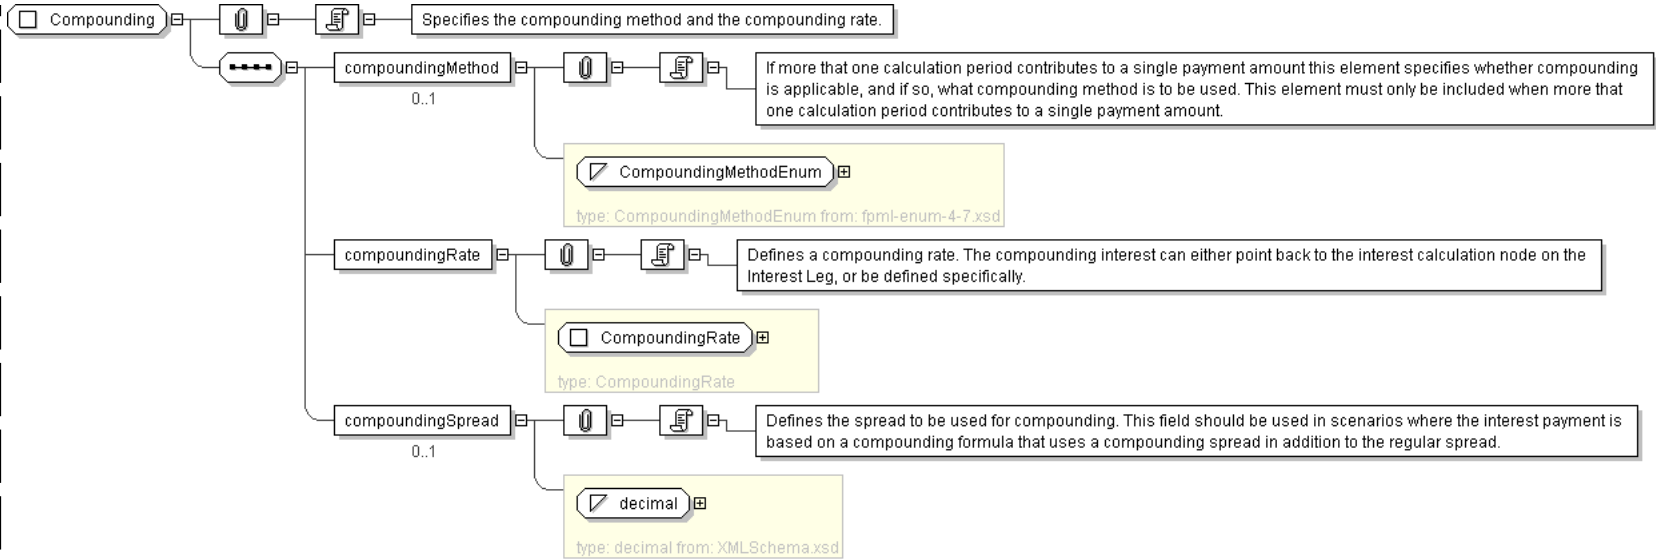 Compounding
Specifies the compounding method and the compounding rate.
compoundingMethod
0..1
If more that one calculation period contributes to a single payment amount this element specifies whether compounding
is applicable, and if so, what compounding method is to be used. This element must only be included when more that
one calculation period contributes to a single payment amount.
CompoundingMethodEnum
type: CompoundingMethodEnum from: fpml-enum-4-7.xsd
compoundingRate
Defines a compounding rate. The compounding interest can either point back to the interest calculation node on the
Interest Leg, or be defined specifically.
CompoundingRate
type: CompoundingRate
compoundingSpread
0..1
Defines the spread to be used for compounding. This field should be used in scenarios where the interest payment is
based on a compounding formula that uses a compounding spread in addition to the regular spread.
decimal
type: decimal from: XMLSchema.xsd